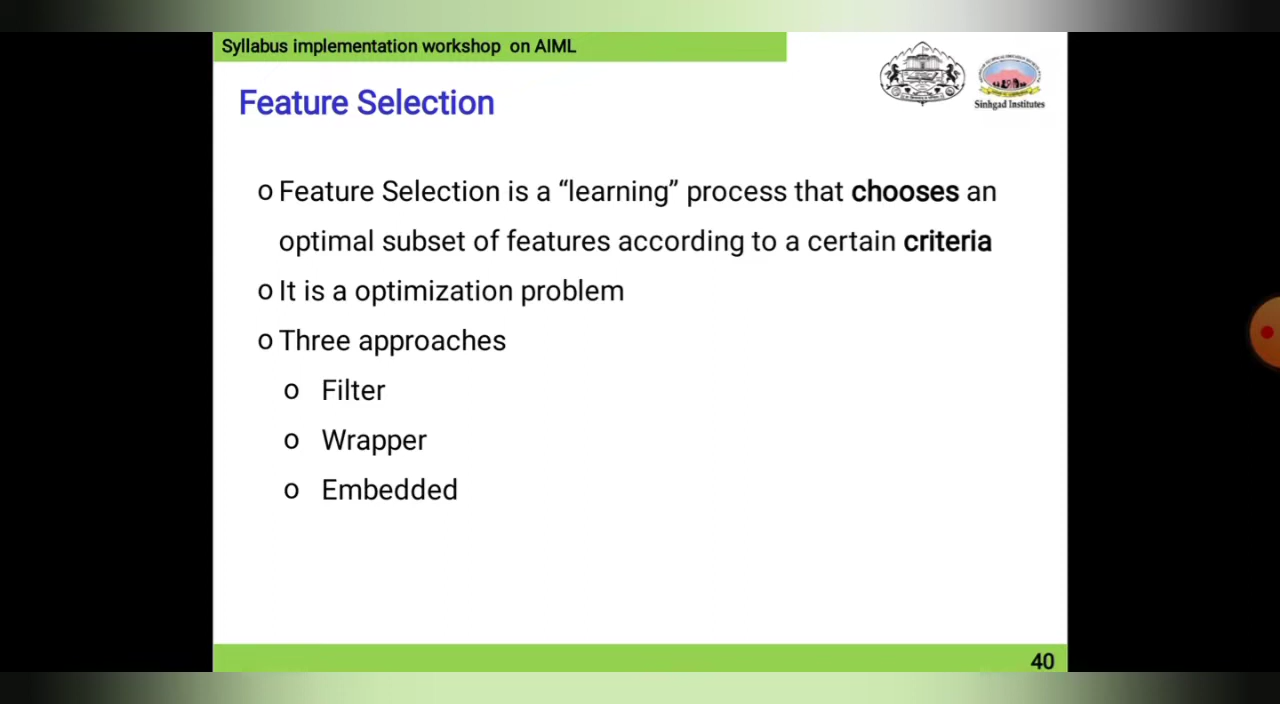 Syllabus implementation workshop on AIML
Sinhgad Institutes
Feature Selection
o Feature Selection is a “learning” process that chooses an
optimal subset of features according to a certain criteria
o It is a optimization problem
o Three approaches
o Filter
o Wrapper
o Embedded
40